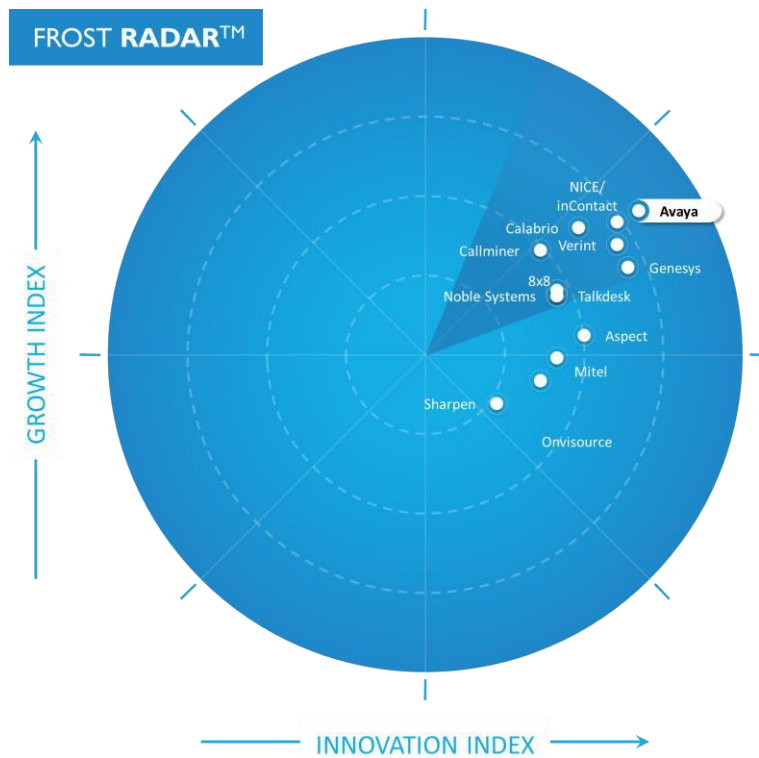 FROST RADAR™
GROWTH INDEX
NICE/
inContact
Avaya
Calabrio
Callminer
Verint
Genesys
8x8
Noble Systems
Talkdesk
Aspect
Mitel
Sharpen
Onvisource
INNOVATION INDEX